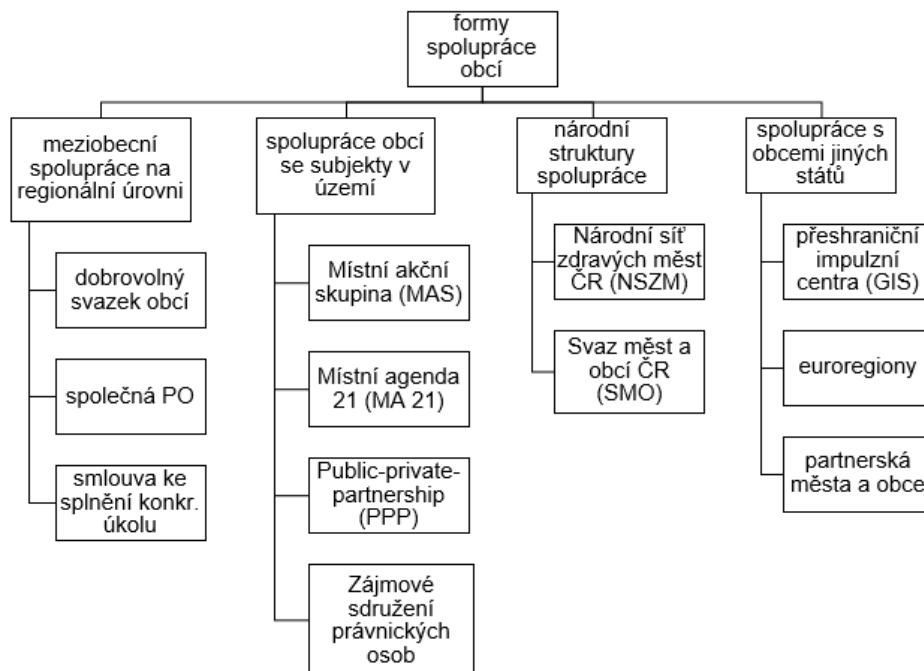 formy
spolupráce
obcí
meziobecní
spolupráce na
regionální úrovni
dobrovolný
svazek obcí
společná PO
smlouva ke
splnění konkr.
úkolu
spolupráce obcí
se subjekty v
území
Místní akční
skupina (MAS)
Místní agenda
21 (MA 21)
Public-private-
partnership
(PPP)
Zájmové
sdružení
právnických
osob
národní
struktury
spolupráce
Národní síť
zdravých měst
ČR (NSZM)
Svaz měst a
obcí ČR
(SMO)
spolupráce s
obcemi jiných
států
přeshraniční
impulzní
centra (GIS)
euroregiony
partnerská
města a obce